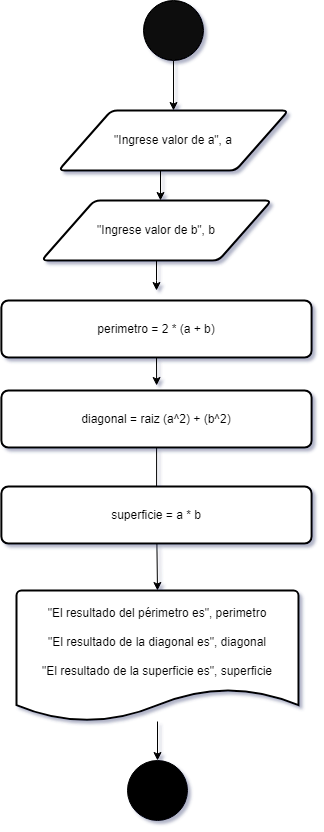 "Ingrese valor de a", a
"Ingrese valor de b", b
perimetro = 2 * (a + b)
diagonal = raiz (a^2) + (b^2)
superficie = a * b
"El resultado del périmetro es", perimetro
"El resultado de la diagonal es", diagonal
"El resultado de la superficie es", superficie